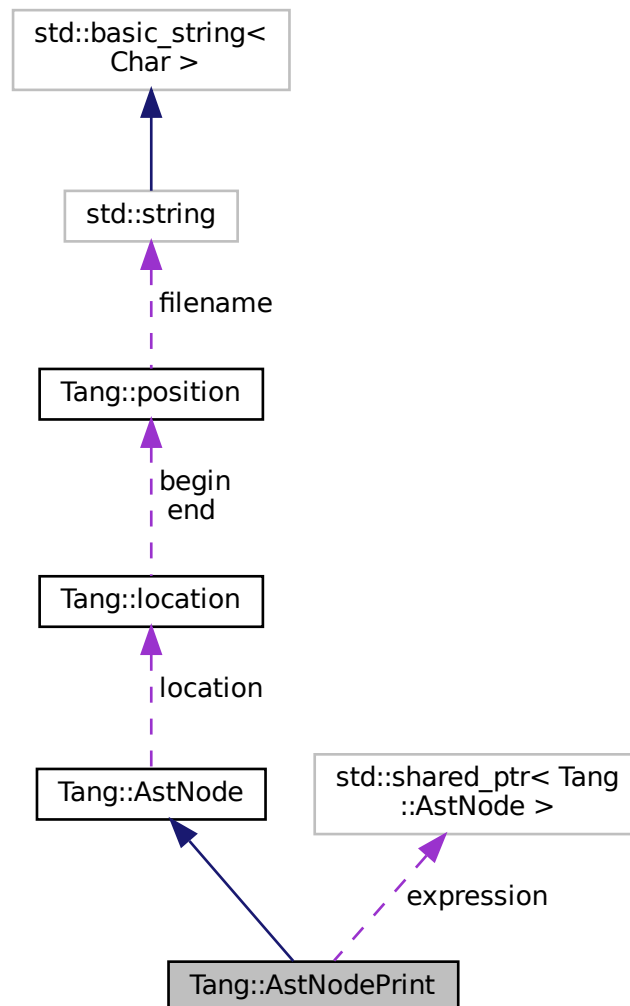 std::basic_string<
Char >
std::string
filename
Tang::position
begin
end
Tang::location
location
Tang::AstNode
std::shared_ptr< Tang
::AstNode >
expression
Tang::AstNodePrint